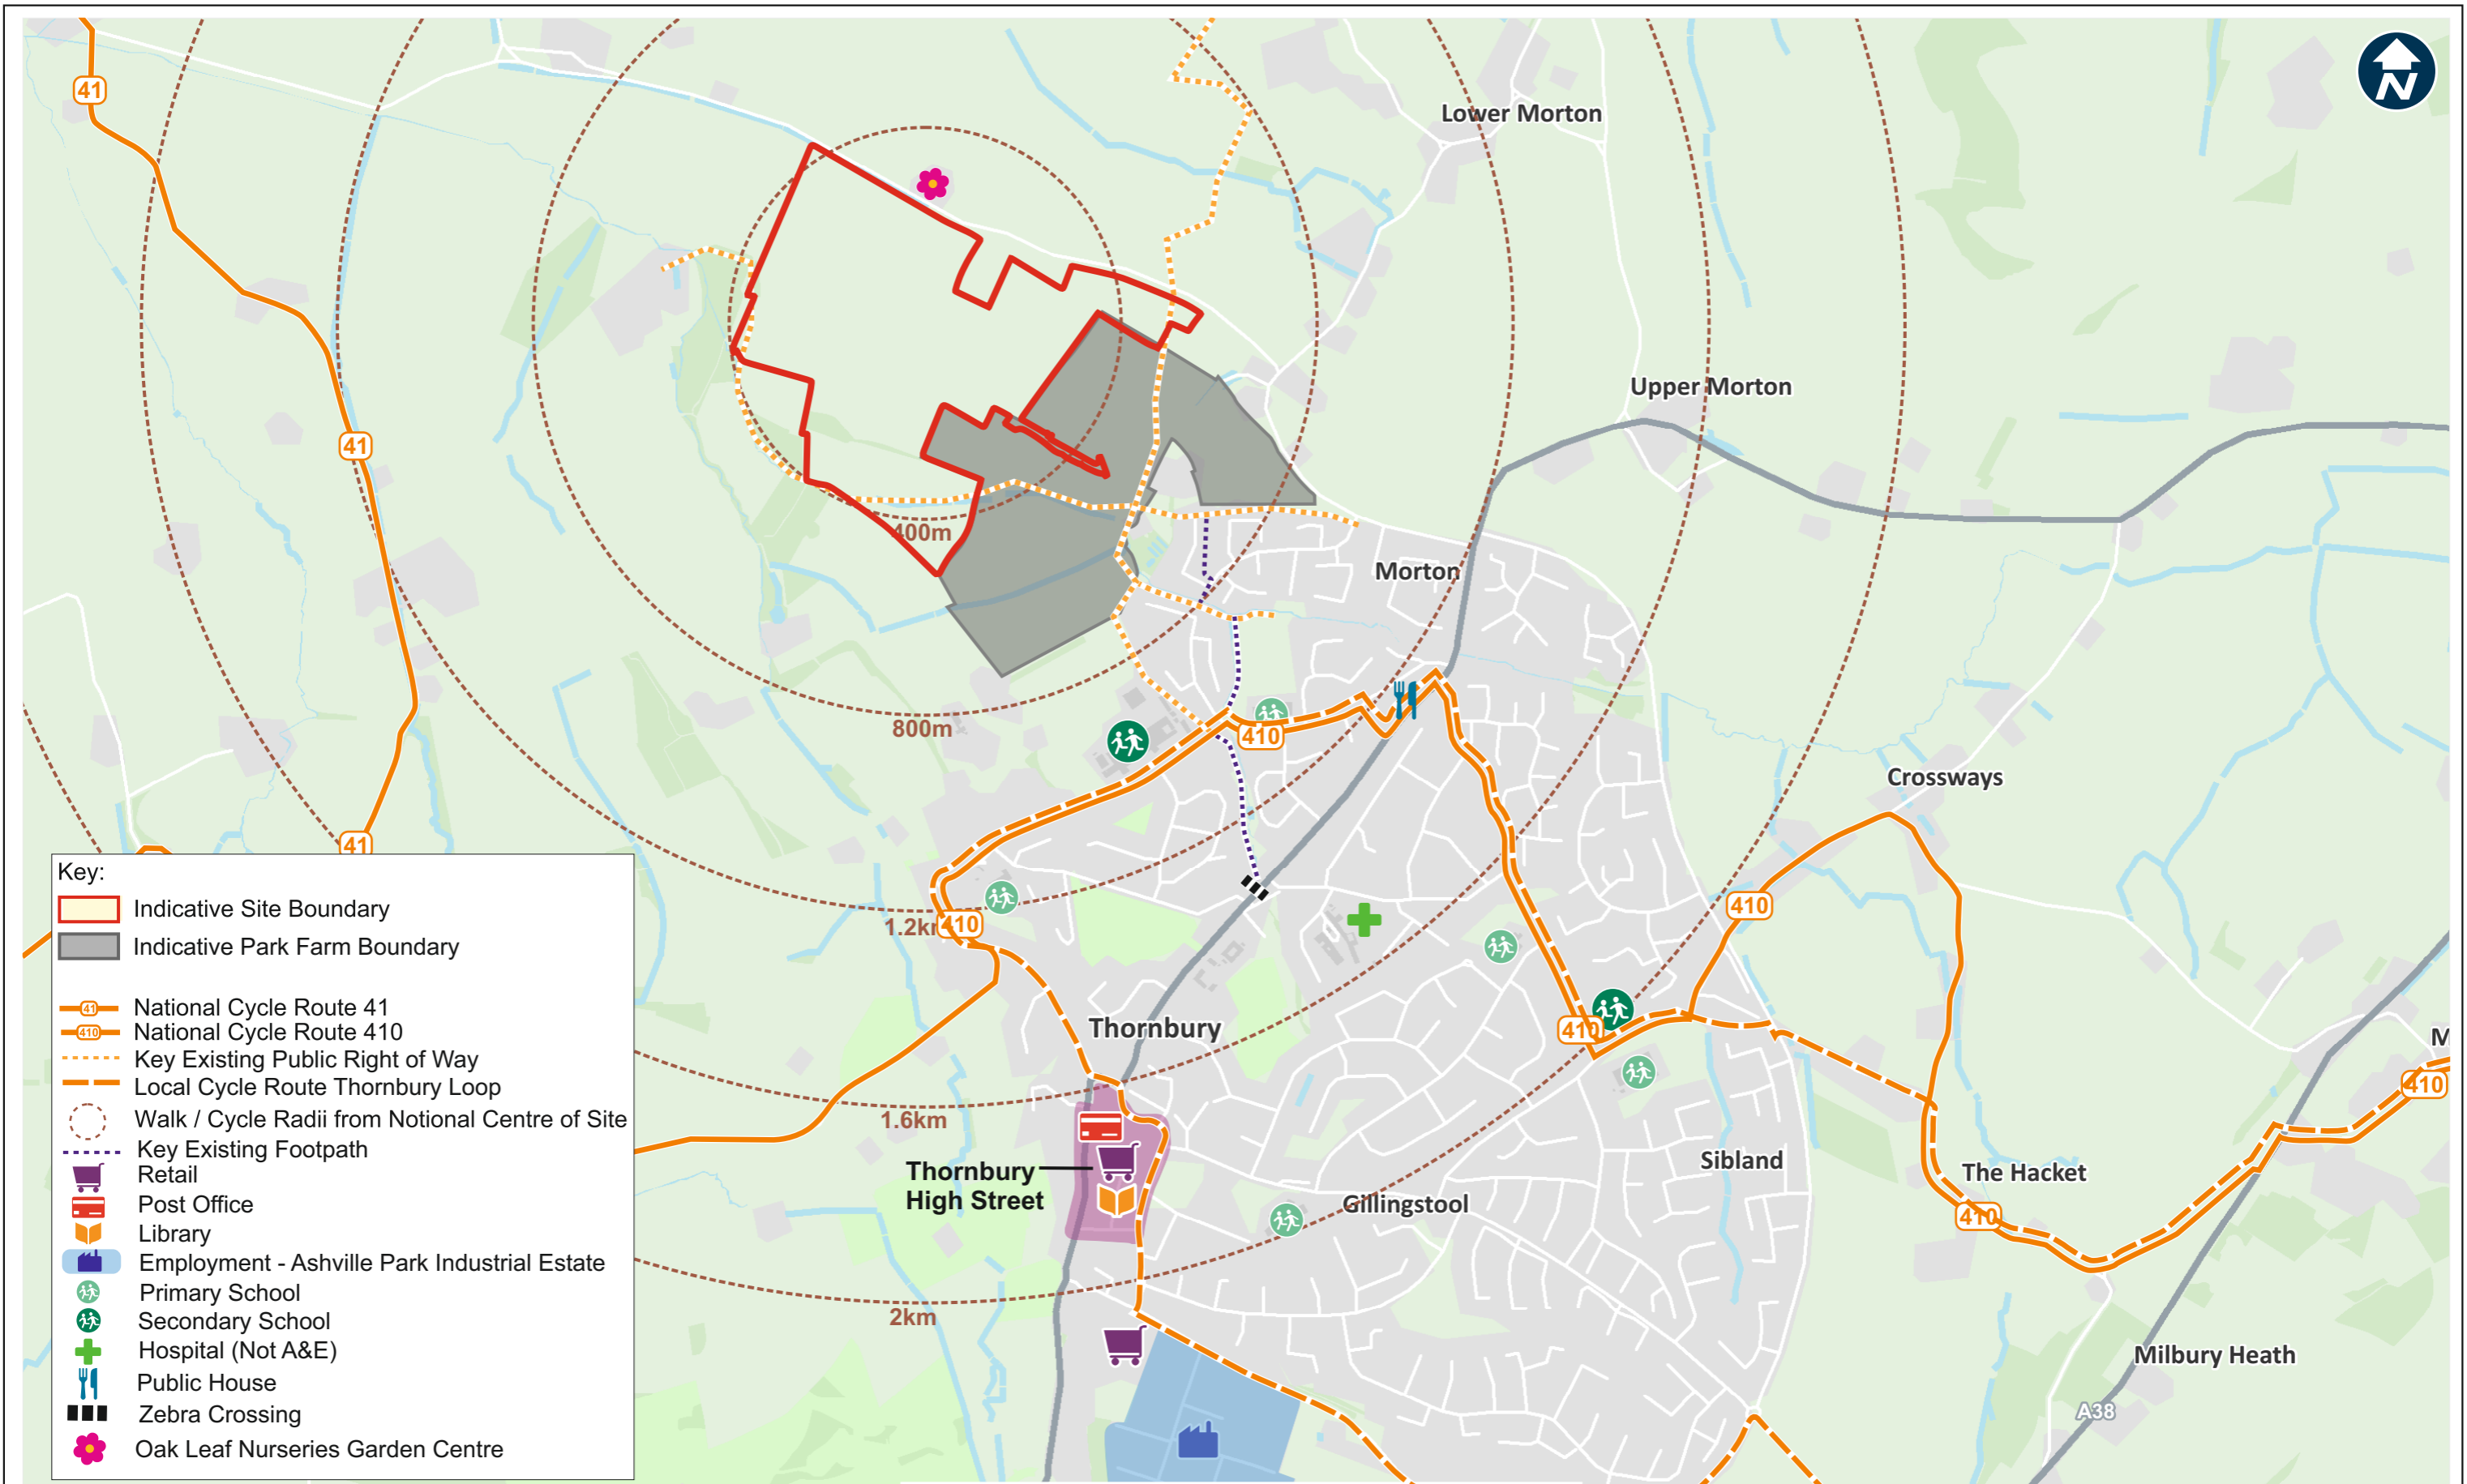 41
N
Lower Morton
Upper Morton
41
400m
Morton
800m
410
Crossways
41
1.2km
410
410
Thornbury
410
M
410
1.6km
Thornbury
High Street
Sibland
The Hacket
Gillingstool
410
2km
Milbury Heath
A38
Key:
Indicative Site Boundary
Indicative Park Farm Boundary
41 National Cycle Route 41
410 National Cycle Route 410
Key Existing Public Right of Way
Local Cycle Route Thornbury Loop
Walk / Cycle Radii from Notional Centre of Site
Key Existing Footpath
Retail
Post Office
Library
Employment - Ashville Park Industrial Estate
Primary School
Secondary School
Hospital (Not A&E)
Public House
Zebra Crossing
Oak Leaf Nurseries Garden Centre